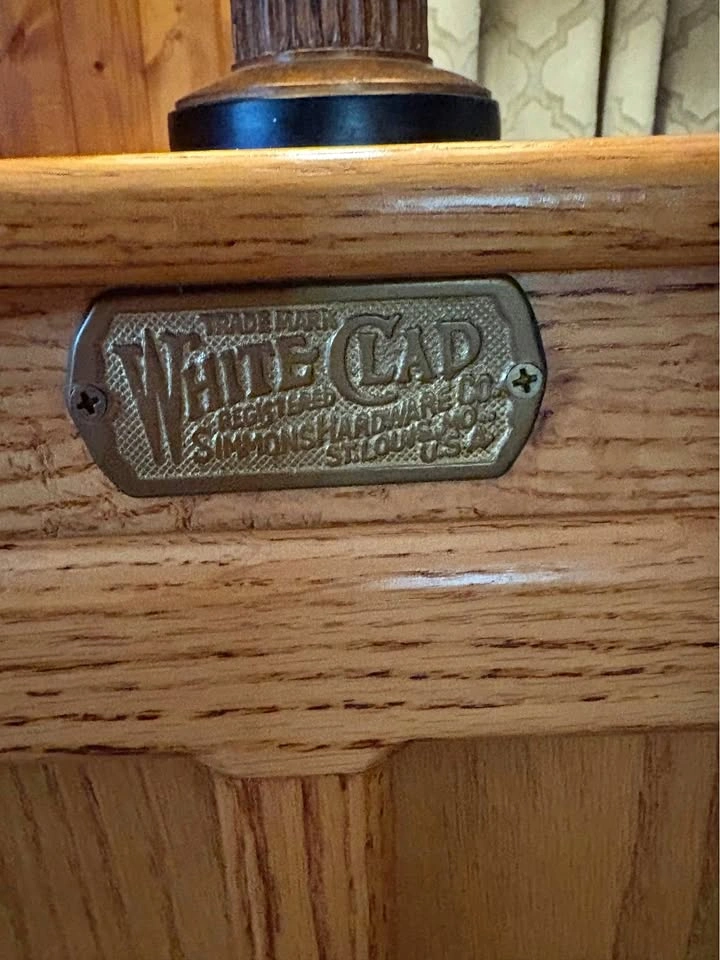 TRADE MARK
WHITE CLAD
REGISTERED
SIMMONS HARDWARE CO.
ST. LOUIS, MO.
U.S.A.